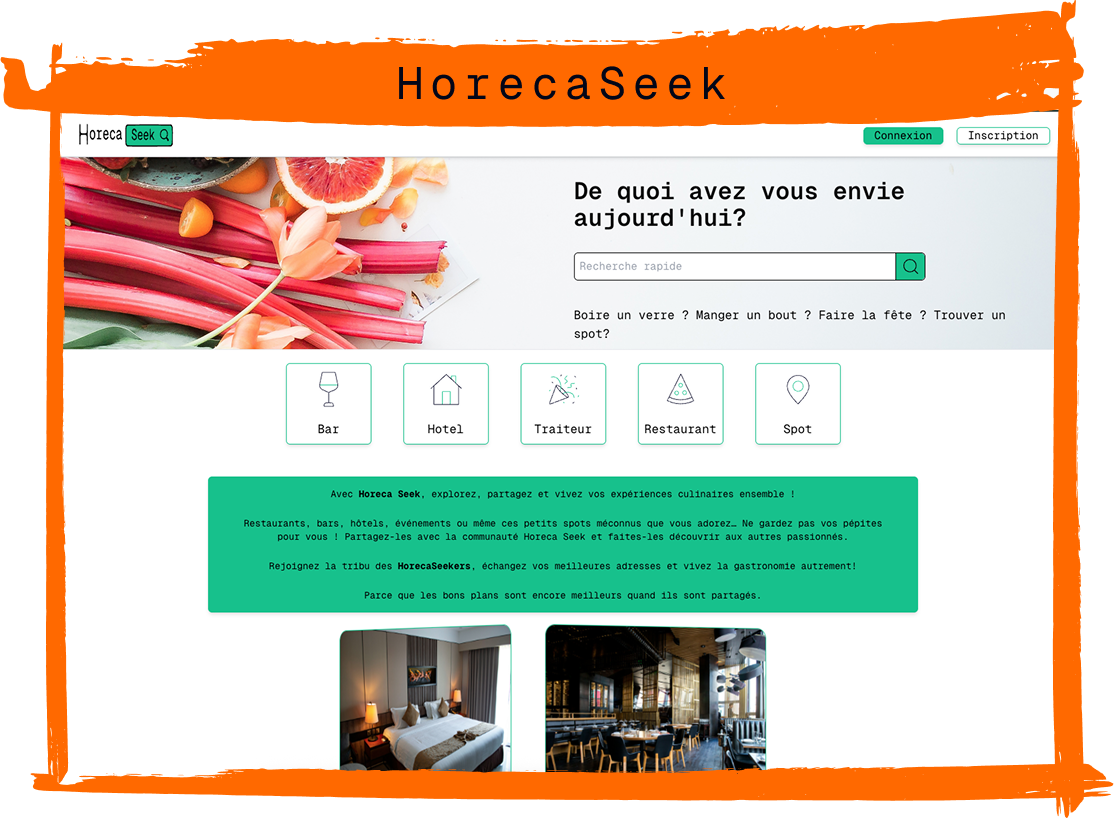 HorecaSeek
Horeca Seek
Connexion
Inscription
De quoi avez vous envie
aujourd'hui?
Recherche rapide
Boire un verre ? Manger un bout ? Faire la fête ? Trouver un
spot?
Bar
Hotel
Traiteur
Restaurant
Spot
Avec Horeca Seek, explorez, partagez et vivez vos expériences culinaires ensemble !
Restaurants, bars, hôtels, événements ou même ces petits spots méconnus que vous adorez… Ne gardez pas vos pépites
pour vous ! Partagez-les avec la communauté Horeca Seek et faites-les découvrir aux autres passionnés.
Rejoignez la tribu des HorecaSeekers, échangez vos meilleures adresses et vivez la gastronomie autrement!
Parce que les bons plans sont encore meilleurs quand ils sont partagés.